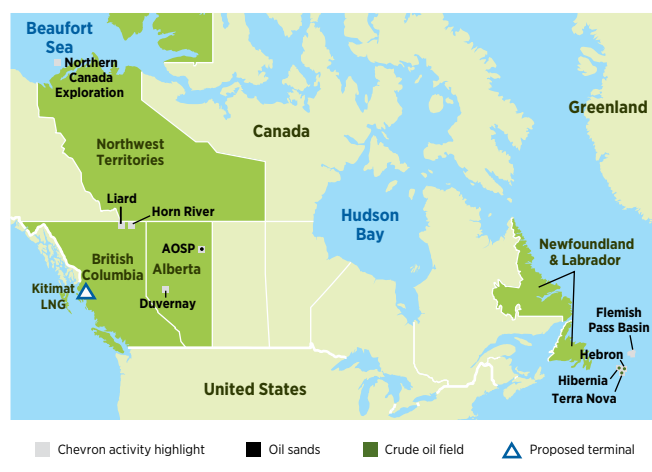 Beaufort
Sea
Northern
Canada
Exploration
Greenland
Canada
Northwest
Territories
Liard
Horn River
Hudson
Bay
AOSP
British
Columbia
Alberta
Kitimat
LNG
Duvernay
Newfoundland
& Labrador
Flemish
Pass Basin
Hebron
Hibernia
Terra Nova
United States
Chevron activity highlight
Oil sands
Crude oil field
Proposed terminal